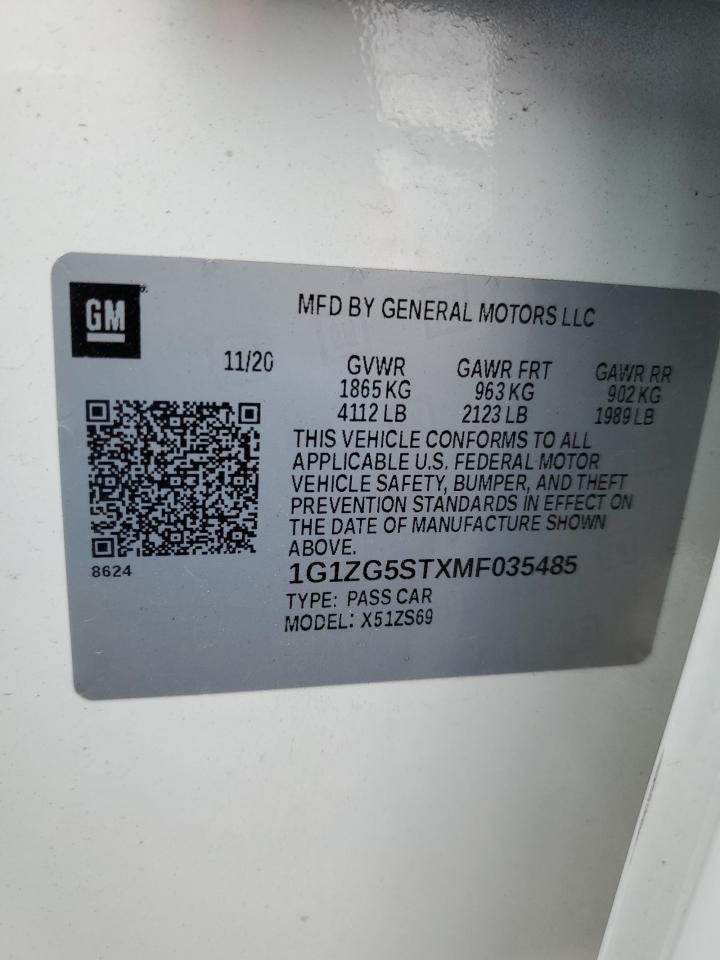 GM
MFD BY GENERAL MOTORS LLC
11/20 GVWR GAWR FRT GAWR RR
1865 KG 963 KG 902 KG
4112 LB 2123 LB 1989 LB
THIS VEHICLE CONFORMS TO ALL
APPLICABLE U.S. FEDERAL MOTOR
VEHICLE SAFETY, BUMPER, AND THEFT
PREVENTION STANDARDS IN EFFECT ON
THE DATE OF MANUFACTURE SHOWN
ABOVE.
8624
1G1ZG5STXMF035485
TYPE: PASS CAR
MODEL: X51ZS69